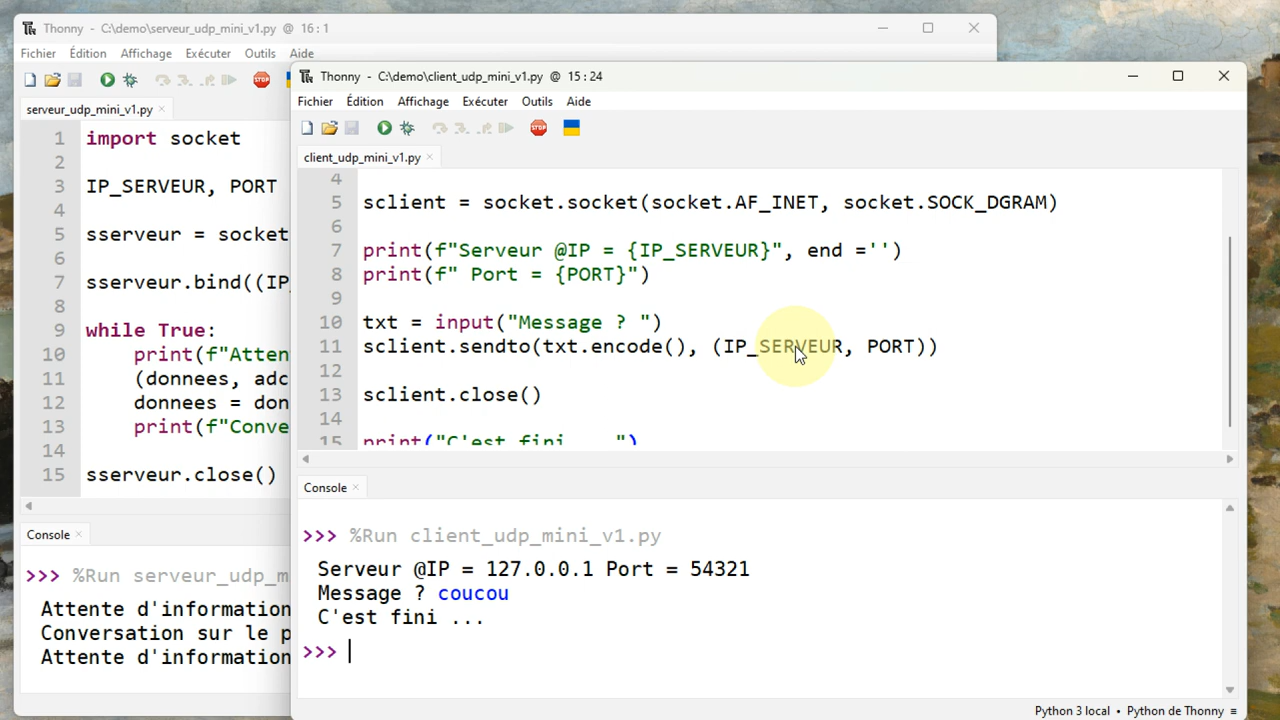 Thonny - C:\demo\serveur_udp_mini_v1.py @ 16 : 1
Fichier Édition Affichage Exécuter Outils Aide
STOP
serveur_udp_mini_v1.py ×
1 import socket
2
3 IP_SERVEUR, PORT
4
5 sserveur = socket
6
7 sserveur.bind((IP
8
9 while True:
10 print(f"Atten
11 (donnees, adc
12 donnees = don
13 print(f"Conve
14
15 sserveur.close()
Console ×
>>> %Run serveur_udp_m
Attente d'information
Conversation sur le p
Attente d'information
Thonny - C:\demo\client_udp_mini_v1.py @ 15 : 24
Fichier Édition Affichage Exécuter Outils Aide
STOP
client_udp_mini_v1.py ×
4
5 sclient = socket.socket(socket.AF_INET, socket.SOCK_DGRAM)
6
7 print(f"Serveur @IP = {IP_SERVEUR}", end ='')
8 print(f" Port = {PORT}")
9
10 txt = input("Message ? ")
11 sclient.sendto(txt.encode(), (IP_SERVEUR, PORT))
12
13 sclient.close()
14
15 print("C'est fini ... ")
Console ×
>>> %Run client_udp_mini_v1.py
Serveur @IP = 127.0.0.1 Port = 54321
Message ? coucou
C'est fini ...
>>>
Python 3 local • Python de Thonny ≡